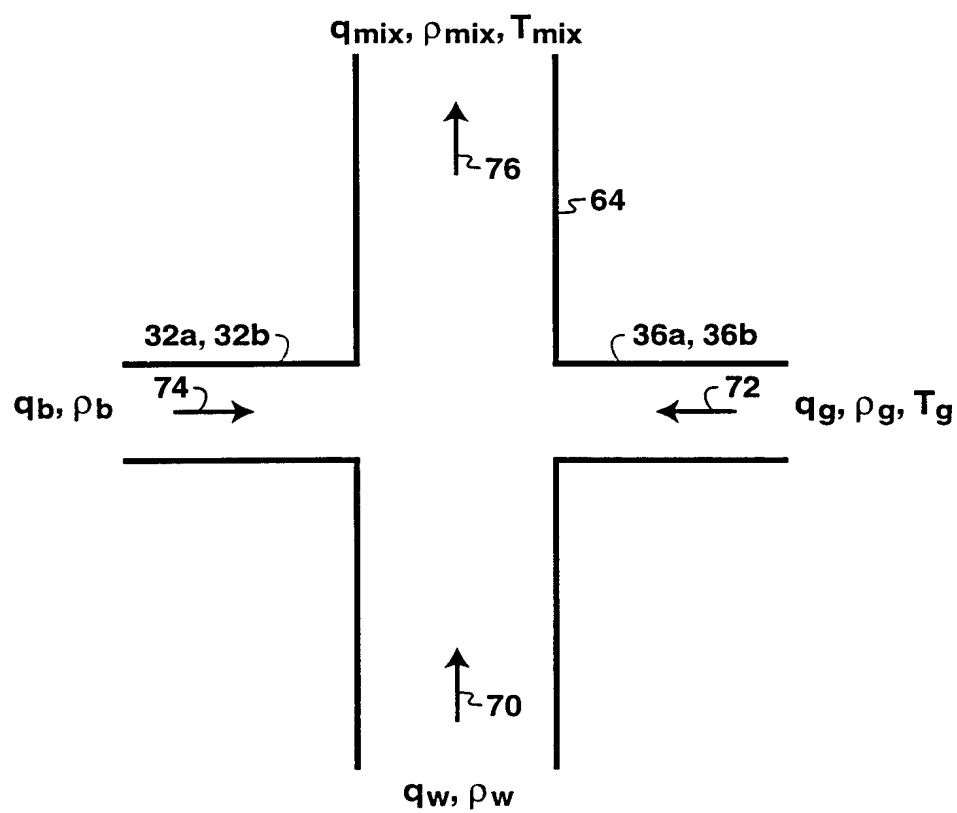 qmix, ρmix, Tmix
76
64
32a, 32b
36a, 36b
74
72
qb, ρb
qg, ρg, Tg
70
qw, ρw